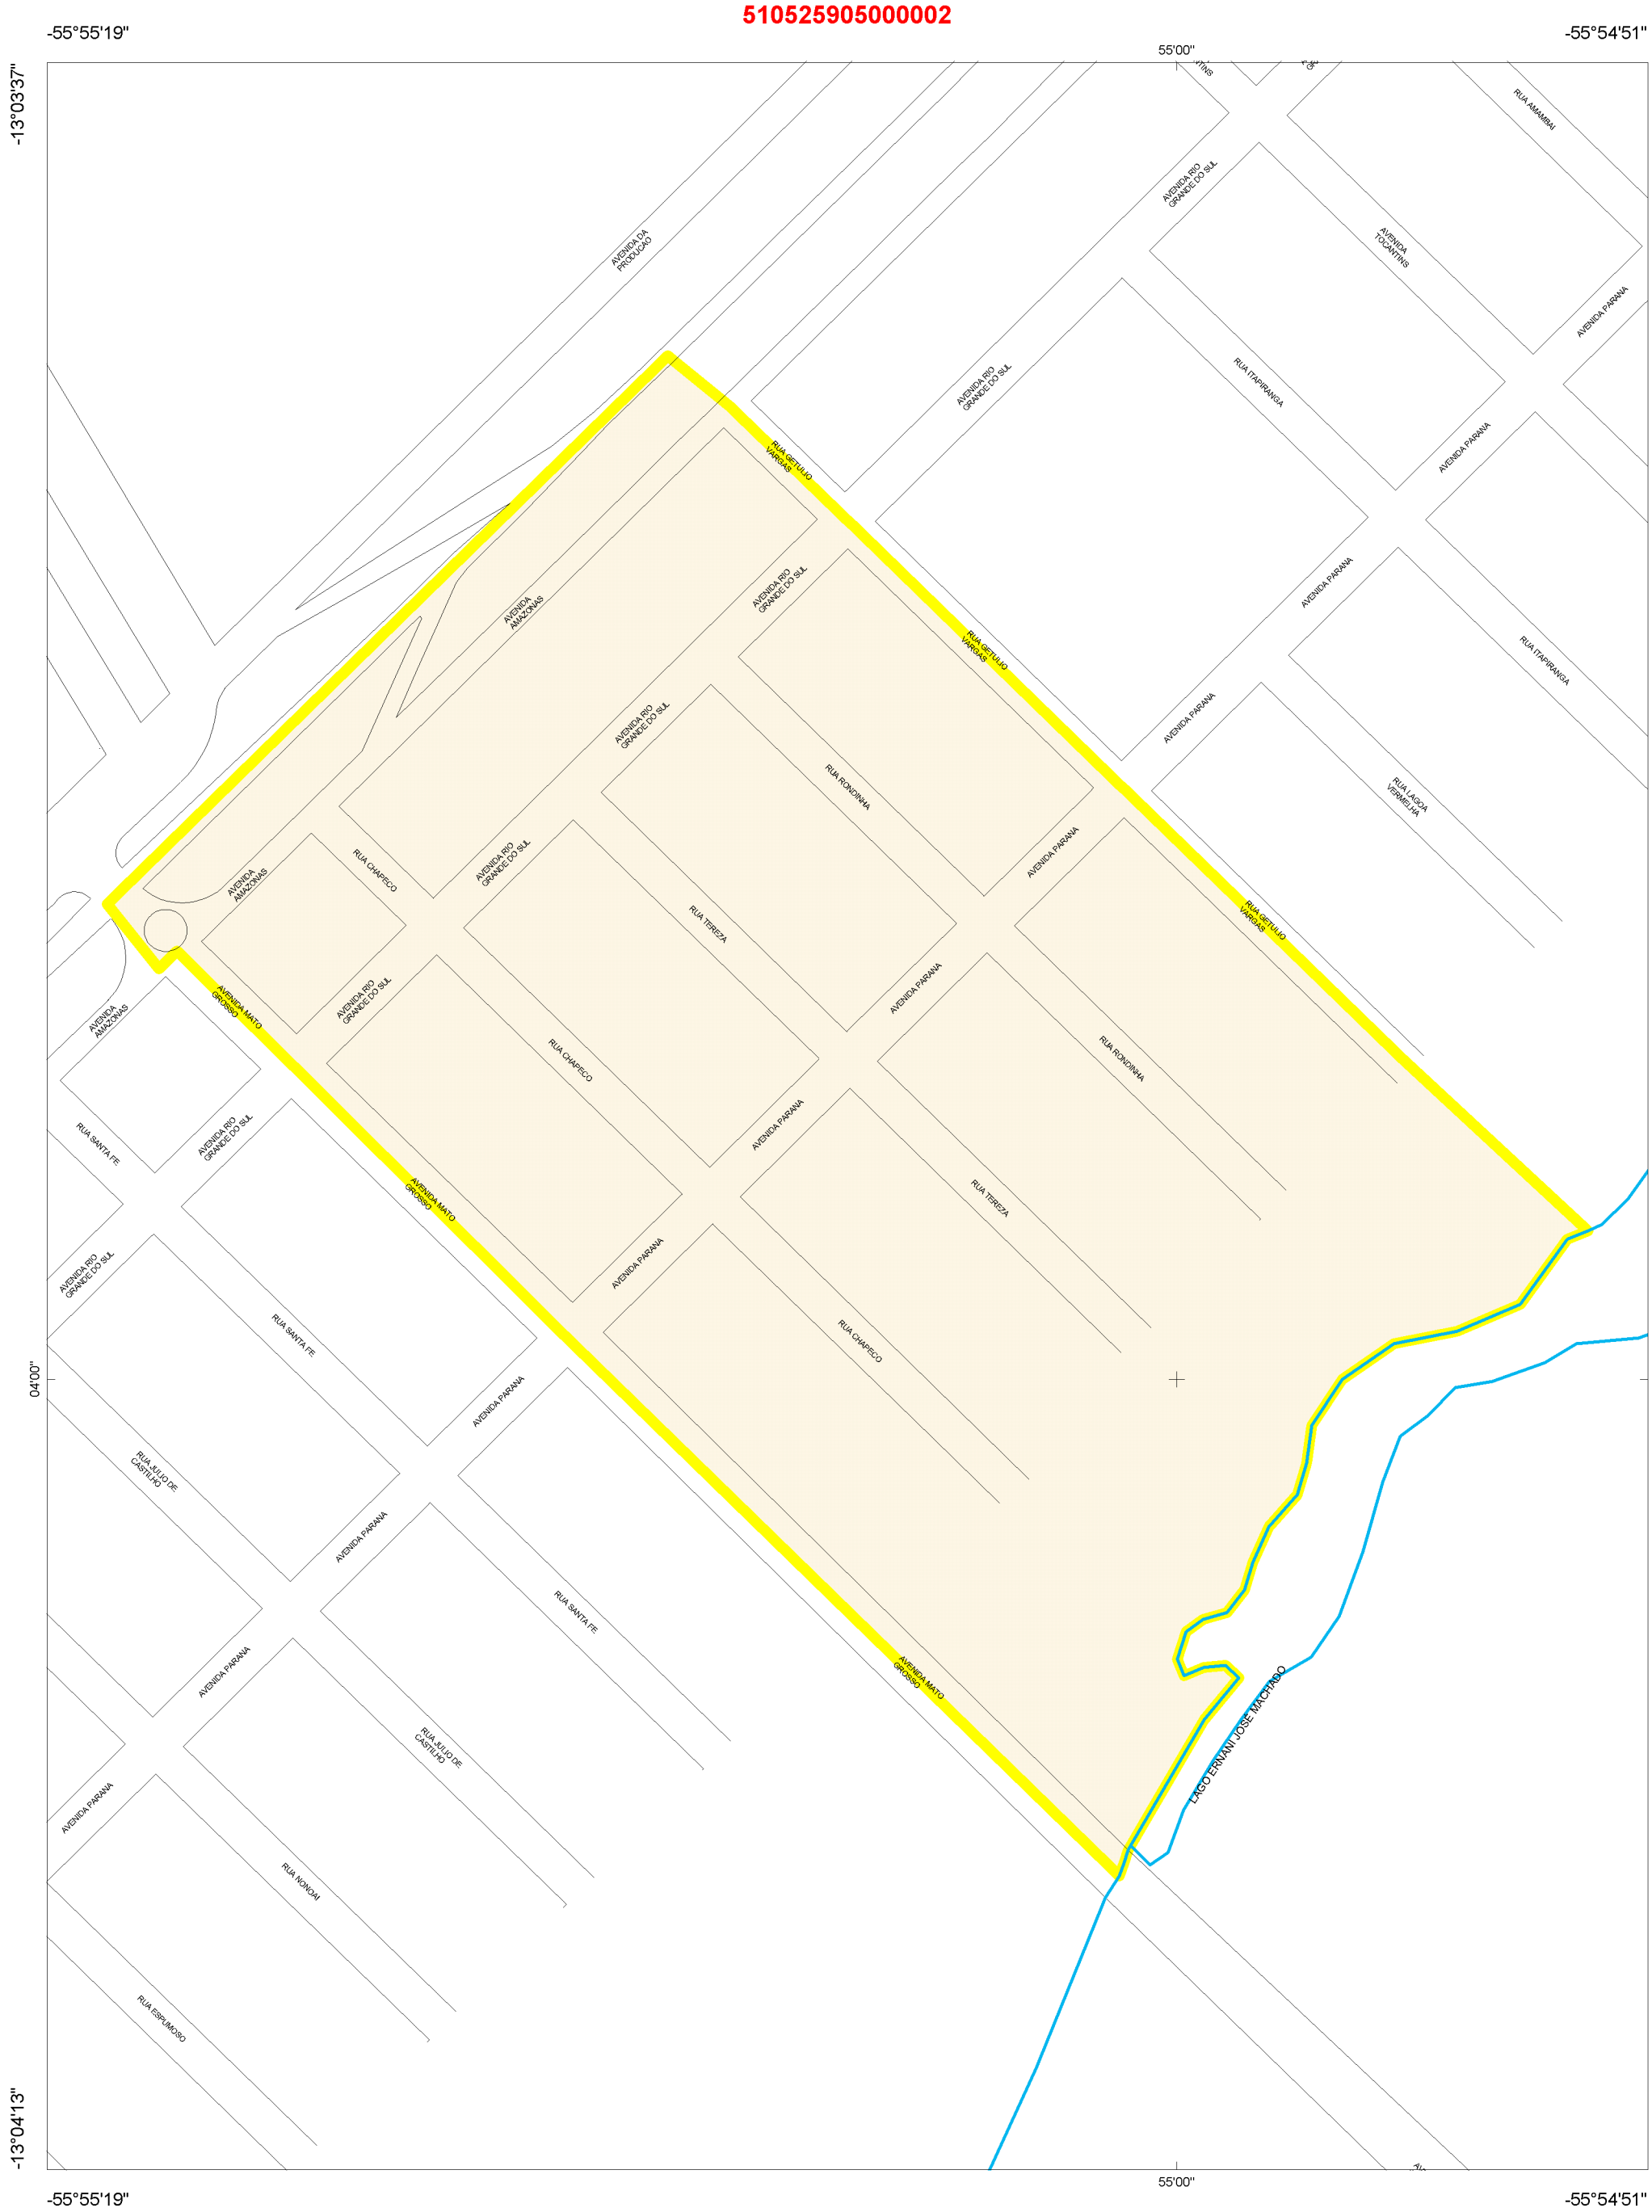 510525905000002
-55°55'19"
-55°54'51"
55'00"
-13°03'37"
RUA AMAMBAI
AVENIDA RIO
GRANDE DO SUL
AVENIDA
TOCANTINS
AVENIDA DA
PRODUCAO
AVENIDA PARANA
AVENIDA RIO
GRANDE DO SUL
RUA ITAPIRANGA
AVENIDA PARANA
RUA GETULIO
VARGAS
AVENIDA RIO
GRANDE DO SUL
AVENIDA PARANA
AVENIDA
AMAZONAS
RUA GETULIO
VARGAS
RUA ITAPIRANGA
AVENIDA RIO
GRANDE DO SUL
AVENIDA PARANA
RUA RONDINHA
RUA LAGOA
VERMELHA
AVENIDA RIO
GRANDE DO SUL
AVENIDA PARANA
RUA CHAPECO
AVENIDA
AMAZONAS
RUA TEREZA
RUA GETULIO
VARGAS
AVENIDA RIO
GRANDE DO SUL
AVENIDA PARANA
AVENIDA MATO
GROSSO
AVENIDA
AMAZONAS
RUA CHAPECO
RUA RONDINHA
AVENIDA PARANA
AVENIDA RIO
GRANDE DO SUL
RUA SANTA FE
AVENIDA MATO
GROSSO
RUA TEREZA
AVENIDA PARANA
AVENIDA RIO
GRANDE DO SUL
RUA SANTA FE
RUA CHAPECO
04'00"
AVENIDA PARANA
RUA JULIO DE
CASTILHO
AVENIDA PARANA
RUA SANTA FE
AVENIDA PARANA
AVENIDA MATO
GROSSO
LAGO ERNANI JOSÉ MACHADO
RUA JULIO DE
CASTILHO
AVENIDA PARANA
RUA NONOAI
RUA ESPUMOSO
-13°04'13"
55'00"
-55°55'19"
-55°54'51"